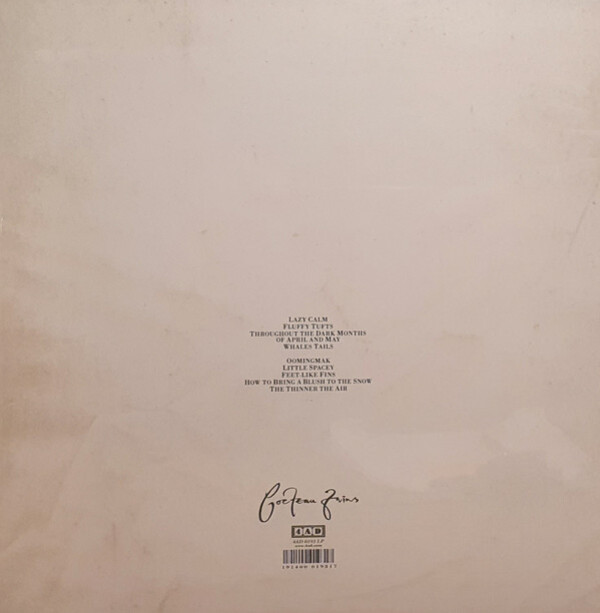 LAZY CALM
FLUFFY TUFTS
THROUGHOUT THE DARK MONTHS
OF APRIL AND MAY
WHALES TAILS
OOMINGMAK
LITTLE SPACEY
FEET-LIKE FINS
HOW TO BRING A BLUSH TO THE SNOW
THE THINNER THE AIR
Cocteau Twins
4AD